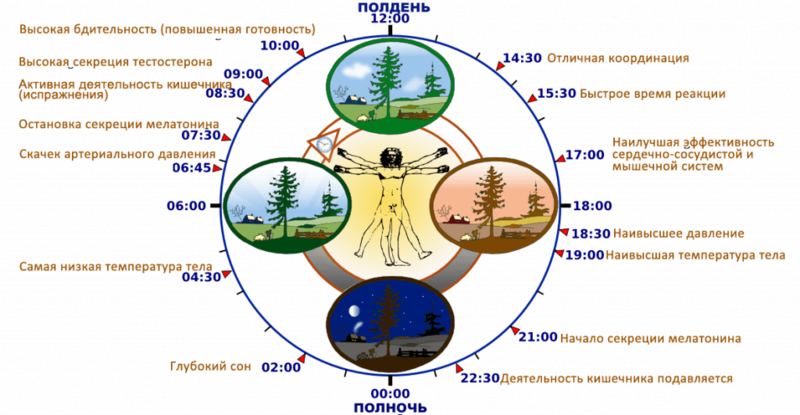 ПОЛДЕНЬ
12:00
Высокая бдительность (повышенная готовность)
10:00
Высокая секреция тестостерона
09:00
Активная деятельность кишечника
(испражнения)
08:30
Остановка секреции мелатонина
07:30
Скачек артериального давления
06:45
06:00
Самая низкая температура тела
04:30
Глубокий сон
02:00
14:30 Отличная координация
15:30 Быстрое время реакции
17:00
Наилучшая эффективность
сердечно-сосудистой и
мышечной систем
18:00
18:30 Наивысшее давление
19:00 Наивысшая температура тела
21:00 Начало секреции мелатонина
22:30 Деятельность кишечника подавляется
00:00
ПОЛНОЧЬ